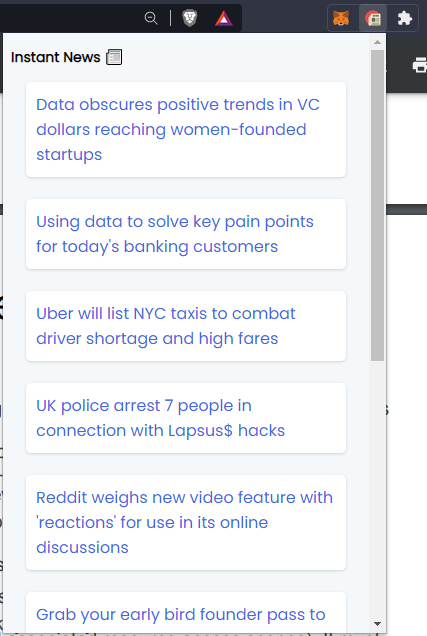 Instant News
Data obscures positive trends in VC
dollars reaching women-founded
startups
Using data to solve key pain points
for today's banking customers
Uber will list NYC taxis to combat
driver shortage and high fares
UK police arrest 7 people in
connection with Lapsus$ hacks
Reddit weighs new video feature with
'reactions' for use in its online
discussions
Grab your early bird founder pass to